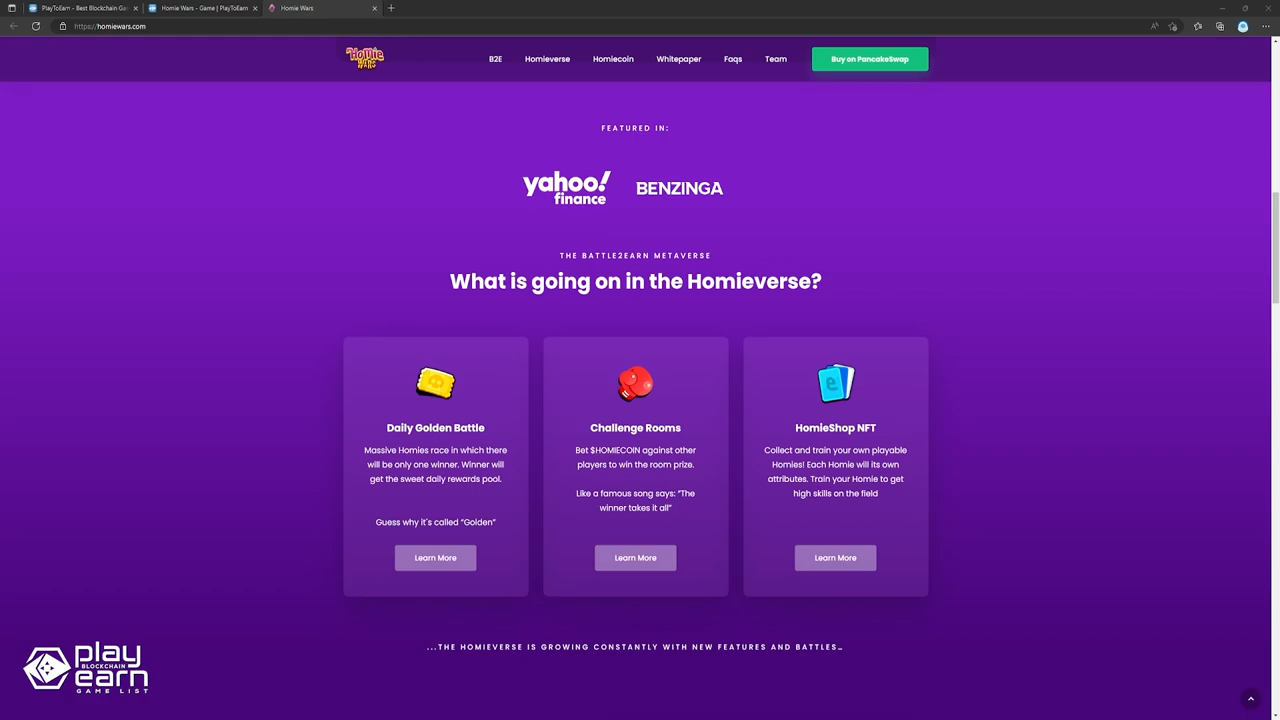 PlayToEarn - Best Blockchain Ga
Homie Wars - Game | PlayToEarn
Homie Wars
https://homiewars.com
Homie Wars
B2E
Homieverse
Homiecoin
Whitepaper
Faqs
Team
Buy on PancakeSwap
FEATURED IN:
yahoo!
finance
BENZINGA
THE BATTLE2EARN METAVERSE
What is going on in the Homieverse?
Daily Golden Battle
Massive Homies race in which there
will be only one winner. Winner will
get the sweet daily rewards pool.
Guess why it's called "Golden"
Learn More
Challenge Rooms
Bet $HOMIECOIN against other
players to win the room prize.
Like a famous song says: "The
winner takes it all"
Learn More
HomieShop NFT
Collect and train your own playable
Homies! Each Homie will its own
attributes. Train your Homie to get
high skills on the field
Learn More
...THE HOMIEVERSE IS GROWING CONSTANTLY WITH NEW FEATURES AND BATTLES…
play
BLOCKCHAIN
earn
GAME LIST